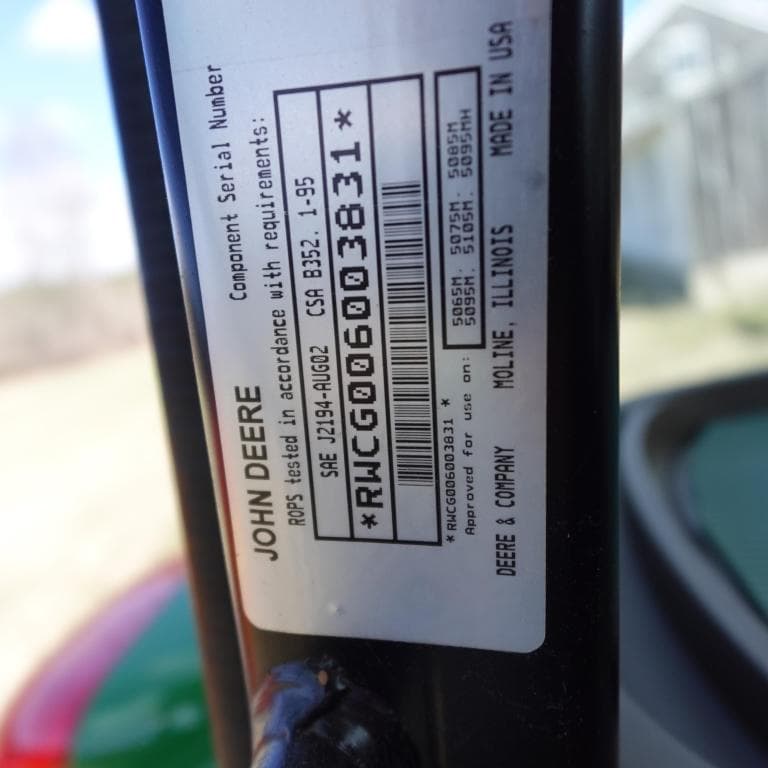 JOHN DEERE Component Serial Number
ROPS tested in accordance with requirements:
SAE J2194-AUG02 CSA B352. 1-95
*RWCG006003831*
*RWCG006003831 *
Approved for use on: 5065M. 5075M. 5085M
5095M. 5105M. 5095MH
DEERE & COMPANY MOLINE, ILLINOIS MADE IN USA